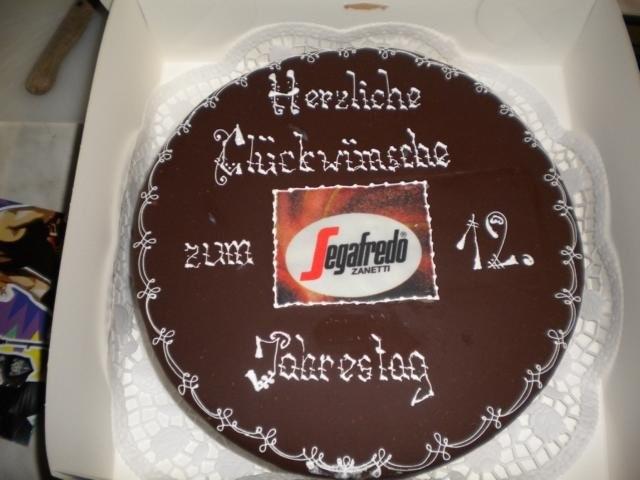 Herzliche
Glückwünsche
zum 12.
Segafredo®
ZANETTI
Jahrestag